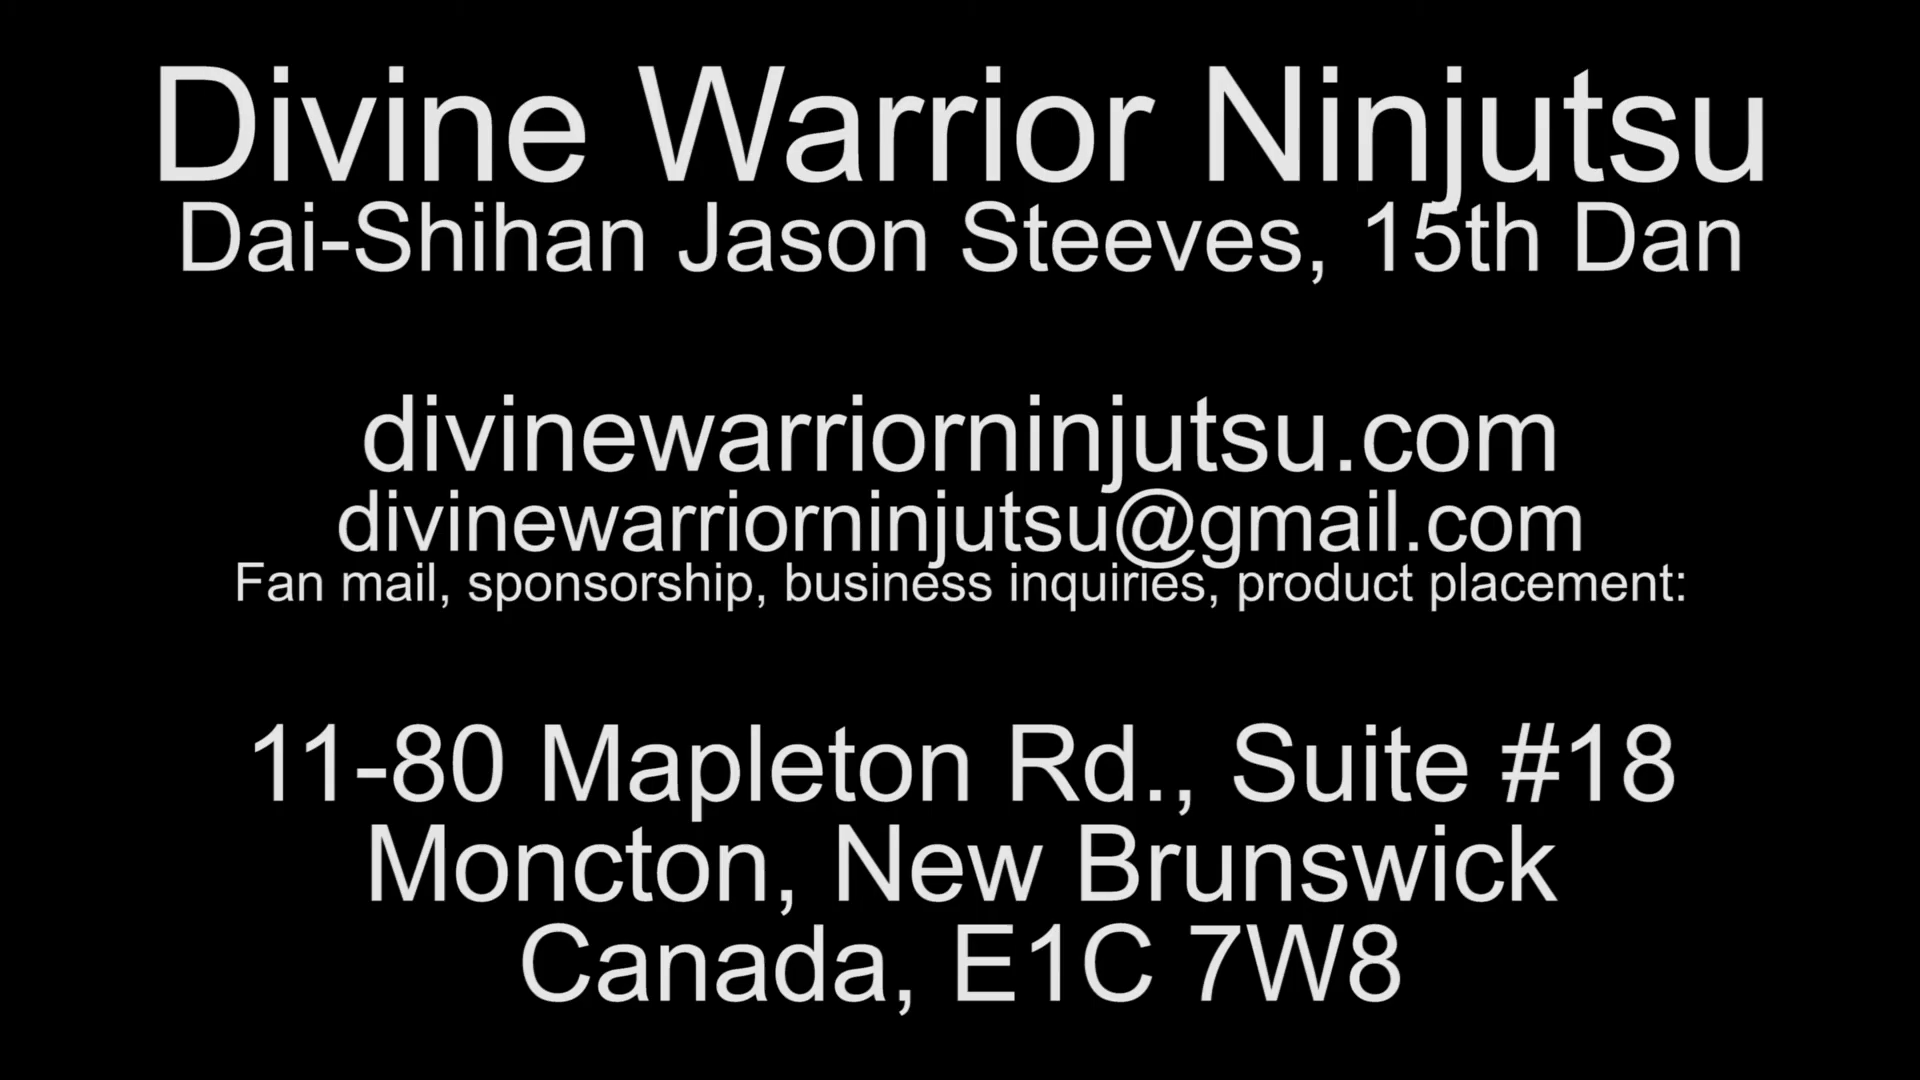 Divine Warrior Ninjutsu
Dai-Shihan Jason Steeves, 15th Dan
divinewarriorninjutsu.com
divinewarriorninjutsu@gmail.com
Fan mail, sponsorship, business inquiries, product placement:
11-80 Mapleton Rd., Suite #18
Moncton, New Brunswick
Canada, E1C 7W8